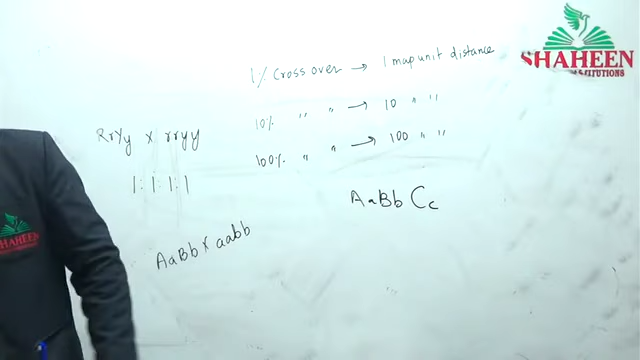 1% Cross over → 1 map unit distance
10% " " → 10 " "
100% " " → 100 " "
RrYy x rryy
1:1:1:1
AaBb x aabb
AaBb Cc
SHAHEEN
INSTITUTIONS
SHAHEEN